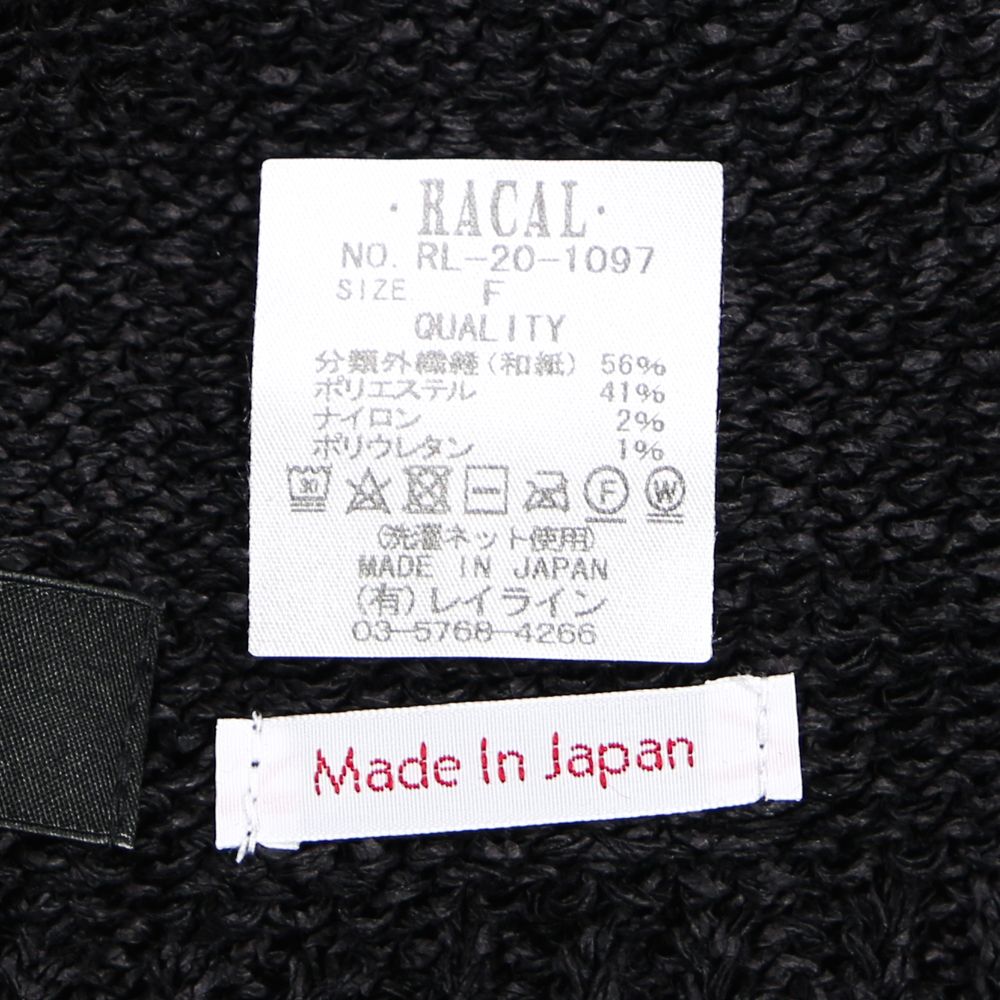 ・RACAL・
NO. RL-20-1097
SIZE F
QUALITY
分類外繊維(和紙) 56%
ポリエステル 41%
ナイロン 2%
ポリウレタン 1%
30 F W
(洗濯ネット使用)
MADE IN JAPAN
(有)レイライン
03-5768-4266
Made In Japan